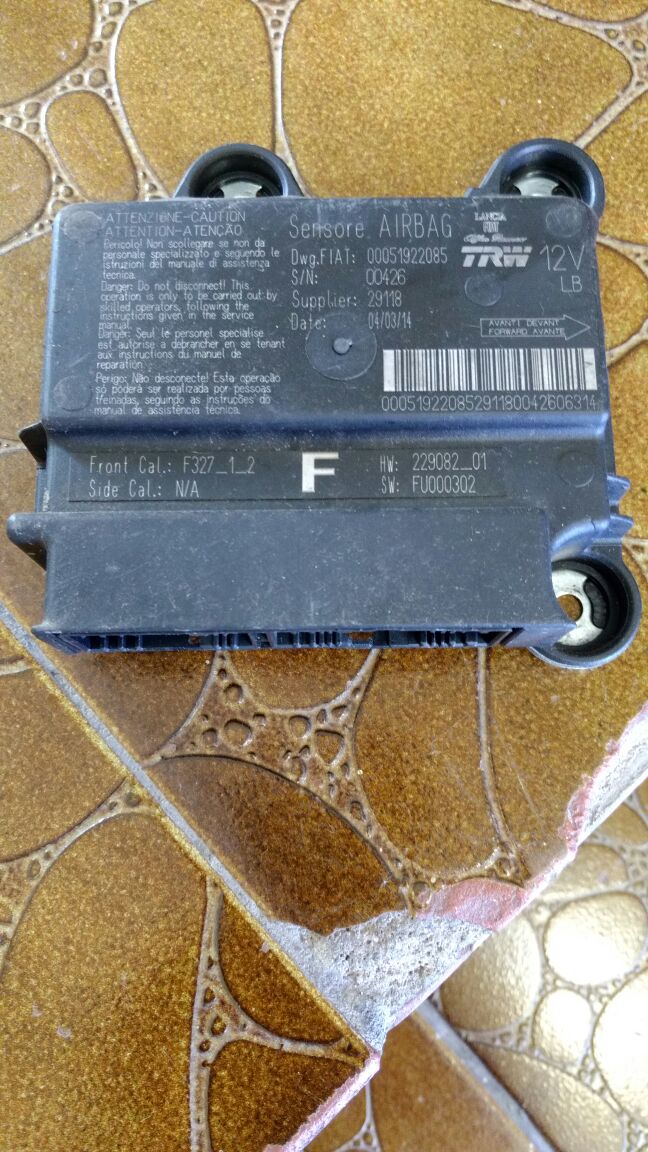 ATTENZIONE-CAUTION
ATTENTION-ATENÇÃO
Pericolo! Non scollegare se non da
personale specializzato e seguendo le
istruzioni del manuale di assistenza
tecnica.
Danger: Do not disconnect! This
operation is only to be carried out by
skilled operators, following the
instructions given in the service
manual.
Danger: Seul le personel specialise
est autorise a debrancher en se tenant
aux instructions du manuel de
reparation.
Perigo: Não desconecte! Esta operação
só poderá ser realizada por pessoas
treinadas, seguindo as instruções do
manual de assistência técnica.
Sensore AIRBAG
Dwg.FIAT: 00051922085
S/N: 00426
Supplier: 29118
Date: 04/03/14
LANCIA
FIAT
Alfa Romeo
TRW
12V
LB
AVANTI DEVANT
FORWARD AVANTE
00051922085291180042606314
Front Cal.: F327_1_2
Side Cal.: N/A
F
HW: 229082_01
SW: FU000302